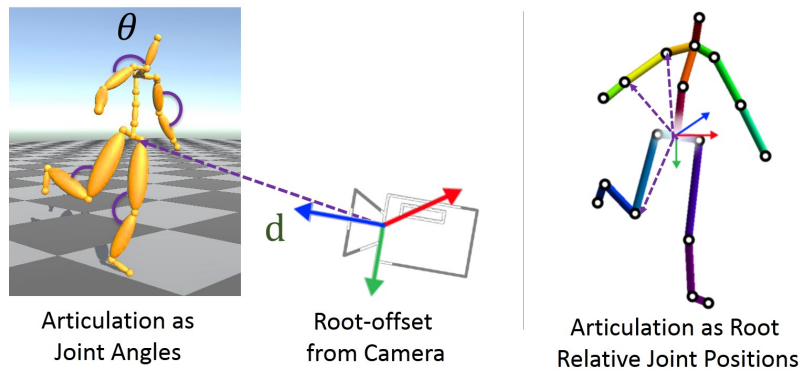 θ
d
Articulation as
Joint Angles
Root-offset
from Camera
Articulation as Root
Relative Joint Positions